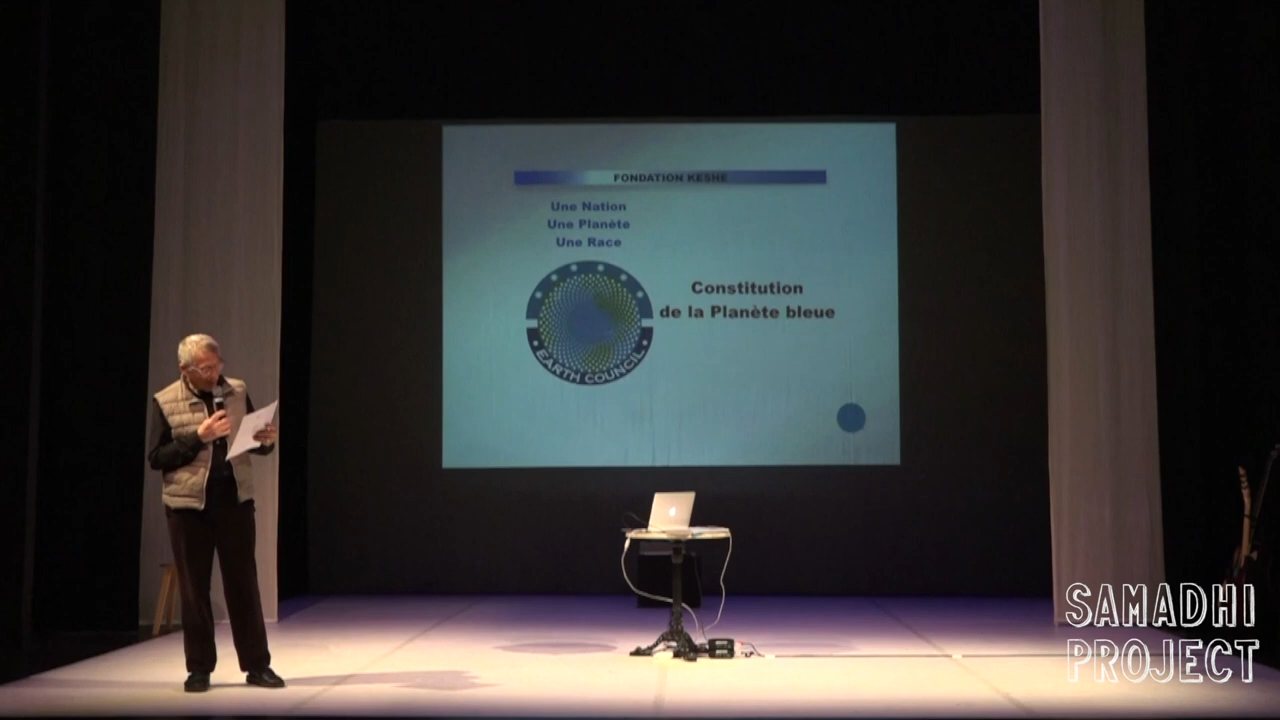 FONDATION KESHE
Une Nation
Une Planète
Une Race
Constitution
de la Planète bleue
EARTH COUNCIL
SAMADHI
PROJECT